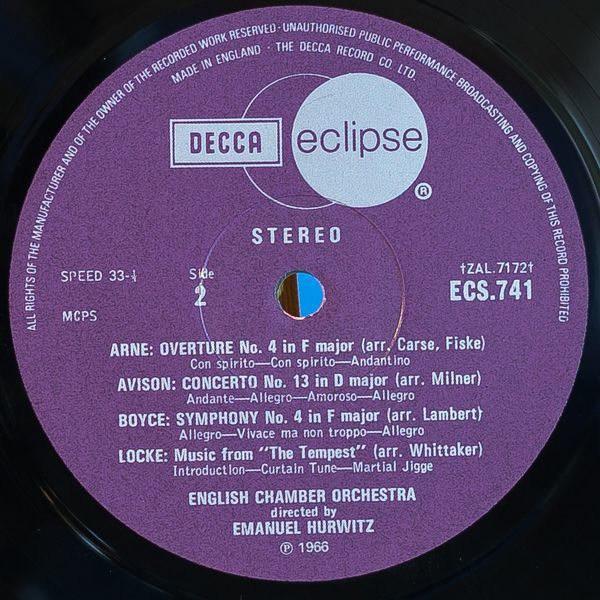 ALL RIGHTS OF THE MANUFACTURER AND OF THE OWNER OF THE RECORDED WORK RESERVED · UNAUTHORISED PUBLIC PERFORMANCE BROADCASTING AND COPYING OF THIS RECORD PROHIBITED
MADE IN ENGLAND · THE DECCA RECORD CO LTD.
DECCA eclipse ®
STEREO
SPEED 33-⅓ Side †ZAL.7172†
2 ECS.741
MCPS
ARNE: OVERTURE No. 4 in F major (arr. Carse, Fiske)
Con spirito—Con spirito—Andantino
AVISON: CONCERTO No. 13 in D major (arr. Milner)
Andante—Allegro—Amoroso—Allegro
BOYCE: SYMPHONY No. 4 in F major (arr. Lambert)
Allegro—Vivace ma non troppo—Allegro
LOCKE: Music from "The Tempest" (arr. Whittaker)
Introduction—Curtain Tune—Martial Jigge
ENGLISH CHAMBER ORCHESTRA
directed by
EMANUEL HURWITZ
℗ 1966